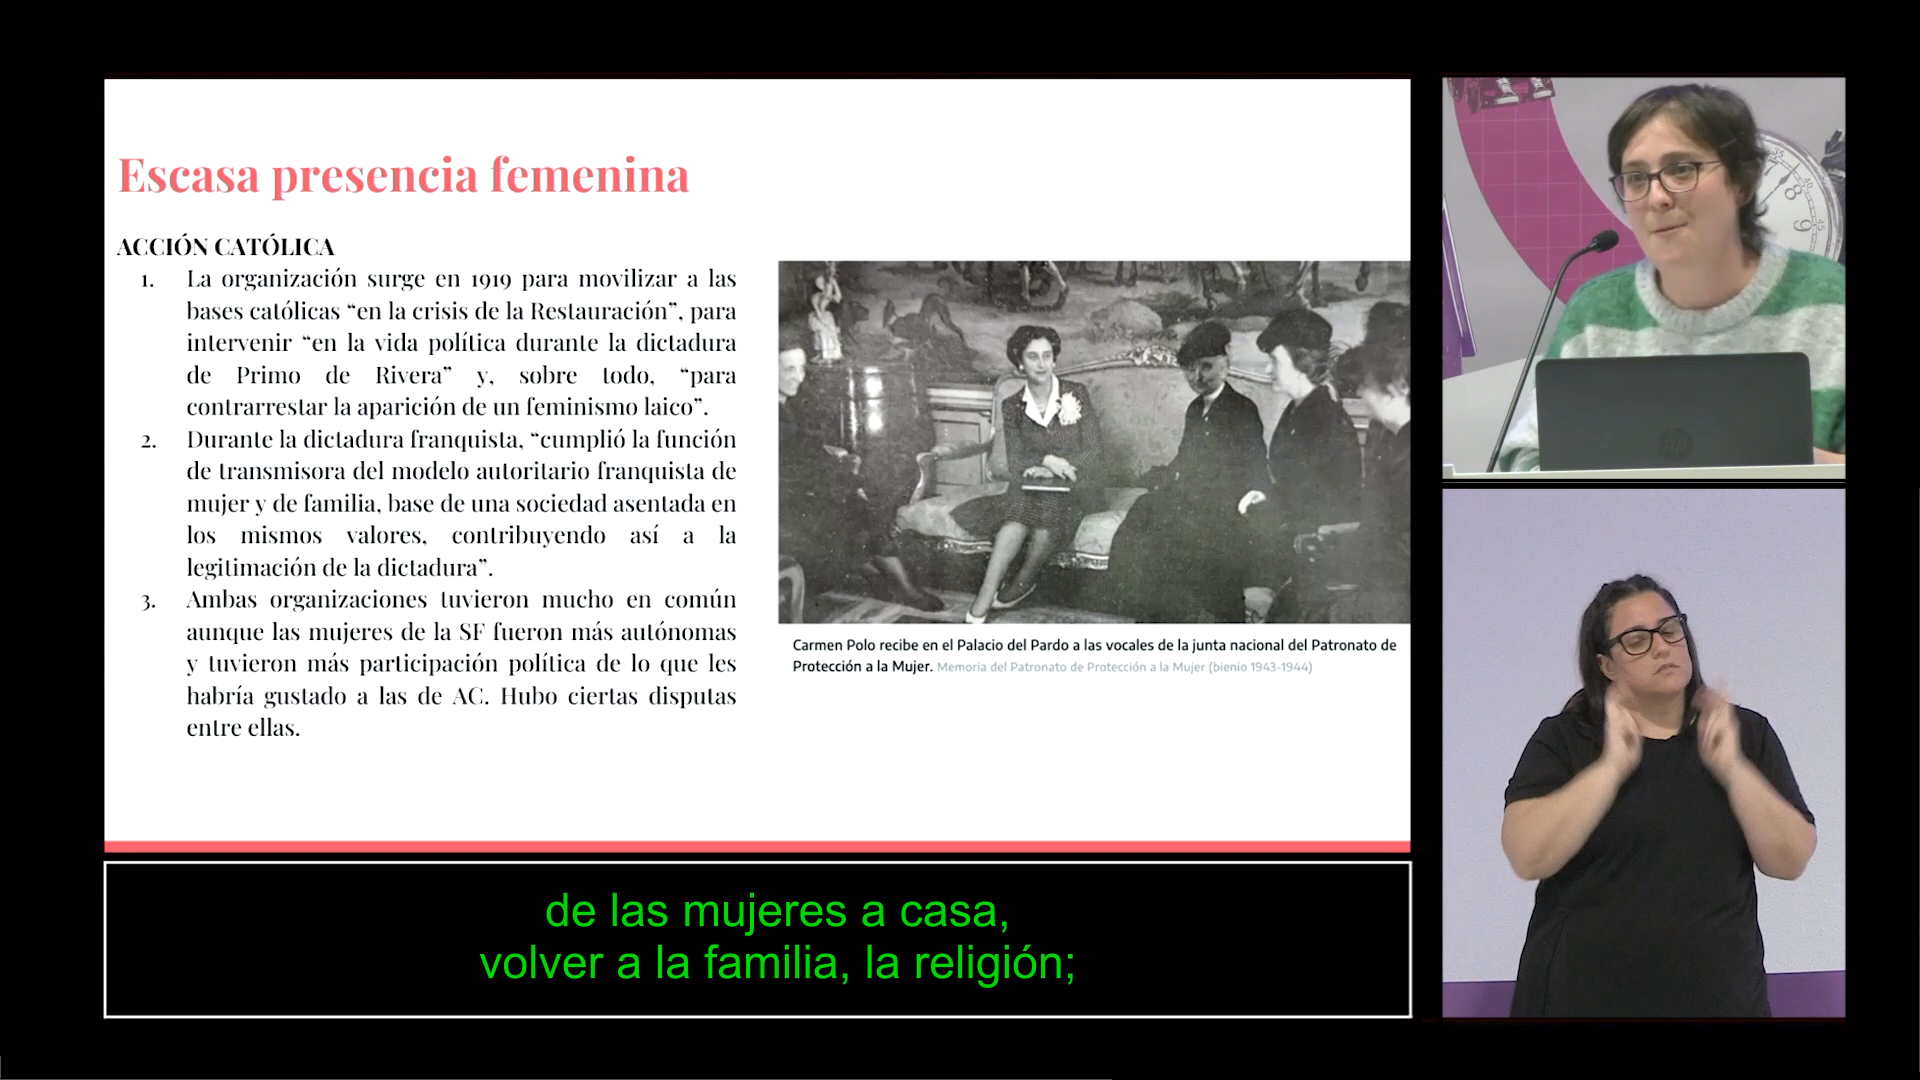 Escasa presencia femenina
ACCIÓN CATÓLICA
1. La organización surge en 1919 para movilizar a las
bases católicas “en la crisis de la Restauración”, para
intervenir “en la vida política durante la dictadura
de Primo de Rivera” y, sobre todo, “para
contrarrestar la aparición de un feminismo laico”.
2. Durante la dictadura franquista, “cumplió la función
de transmisora del modelo autoritario franquista de
mujer y de familia, base de una sociedad asentada en
los mismos valores, contribuyendo así a la
legitimación de la dictadura”.
3. Ambas organizaciones tuvieron mucho en común
aunque las mujeres de la SF fueron más autónomas
y tuvieron más participación política de lo que les
habría gustado a las de AC. Hubo ciertas disputas
entre ellas.
Carmen Polo recibe en el Palacio del Pardo a las vocales de la junta nacional del Patronato de
Protección a la Mujer. Memoria del Patronato de Protección a la Mujer (bienio 1943-1944)
de las mujeres a casa,
volver a la familia, la religión;